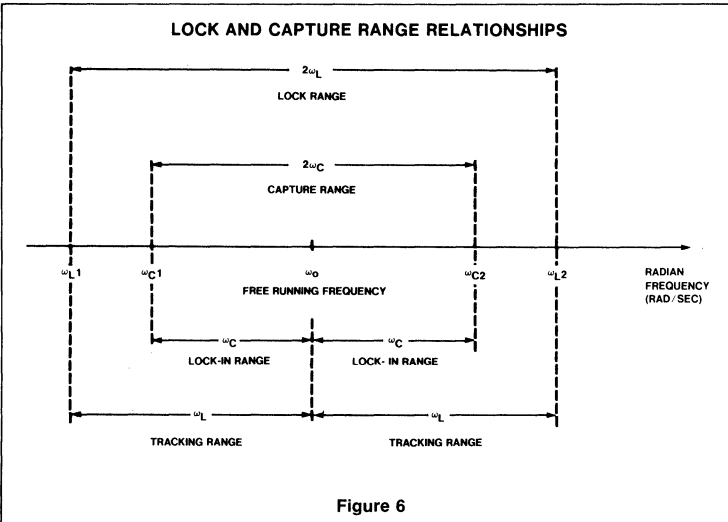 LOCK AND CAPTURE RANGE RELATIONSHIPS
2ωL
LOCK RANGE
2ωC
CAPTURE RANGE
ωL1 ωC1 ωo ωC2 ωL2
FREE RUNNING FREQUENCY
RADIAN
FREQUENCY
(RAD/SEC)
ωC ωC
LOCK-IN RANGE LOCK- IN RANGE
ωL ωL
TRACKING RANGE TRACKING RANGE
Figure 6